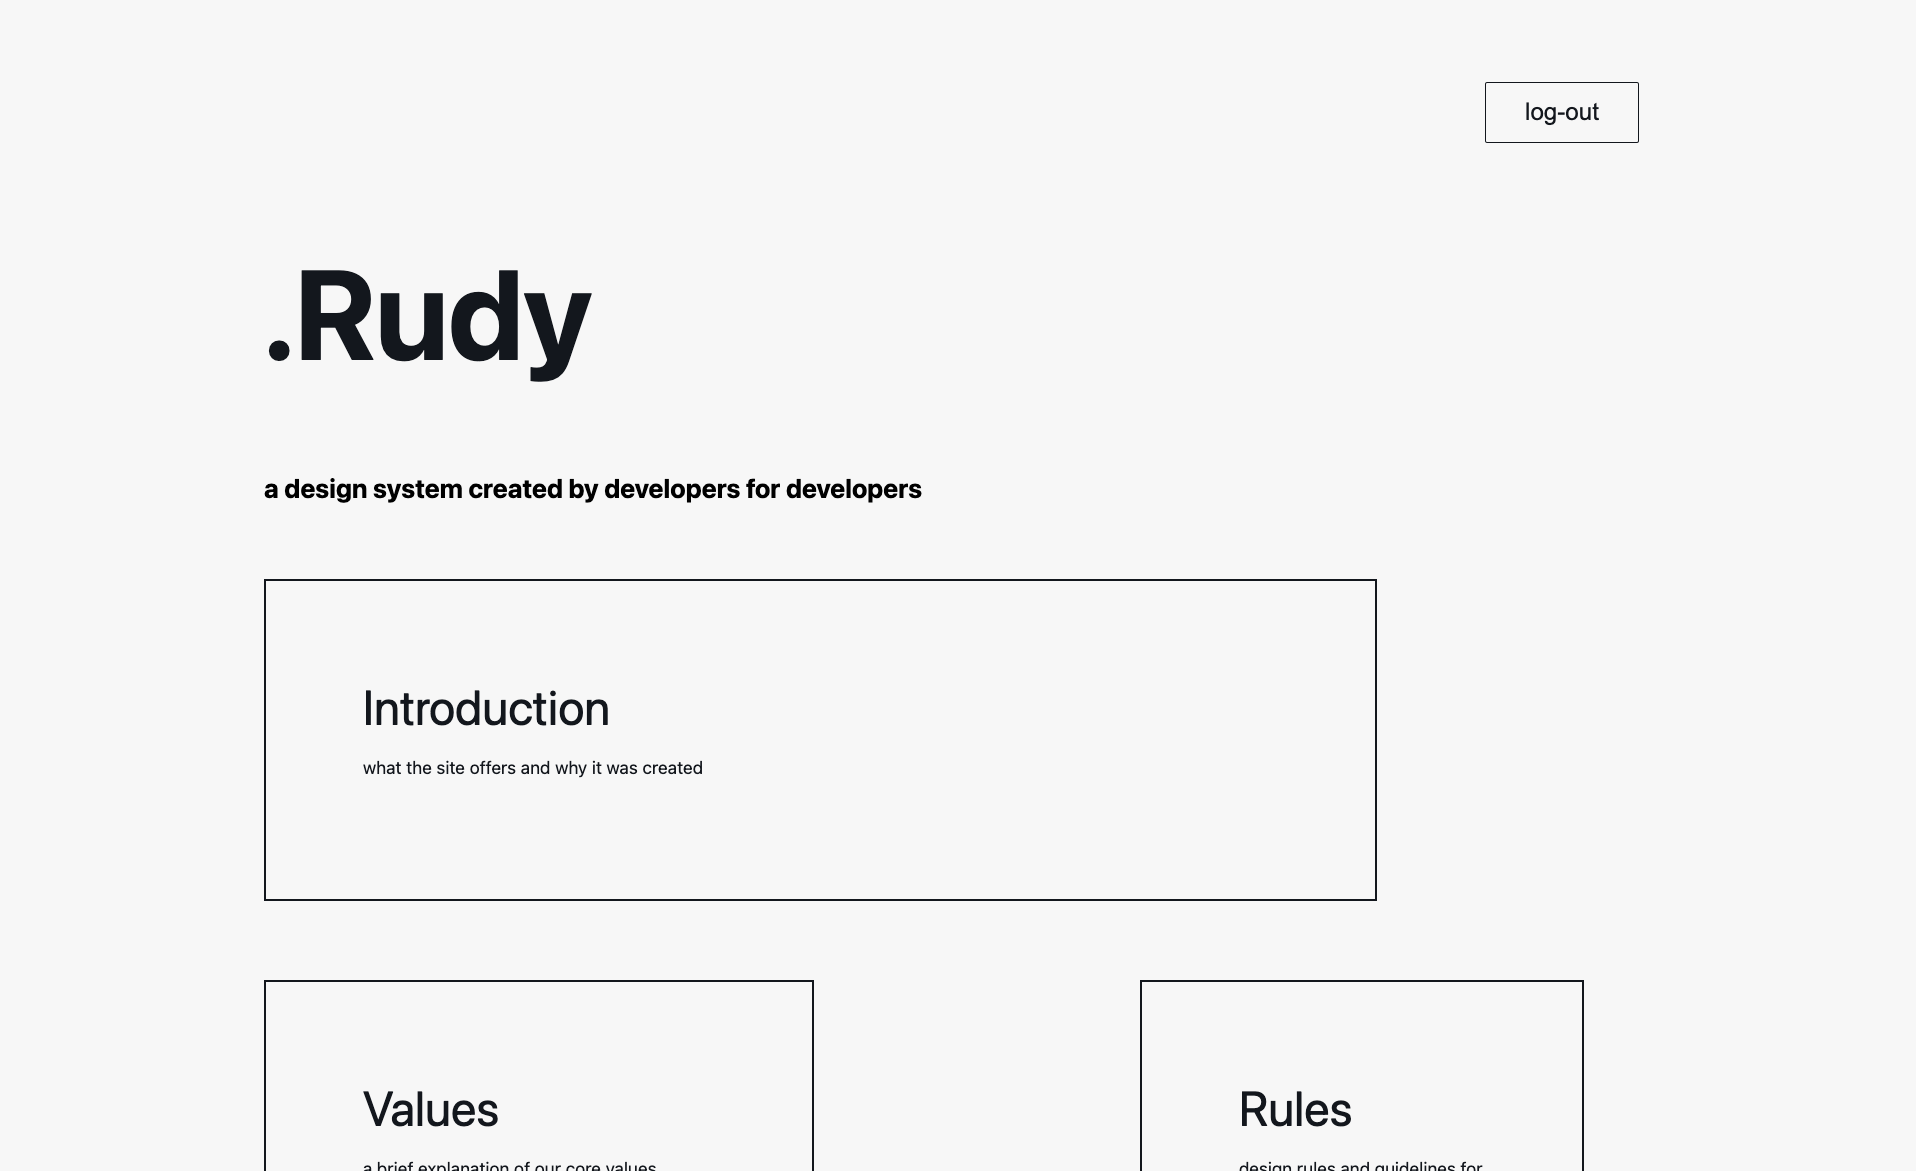 log-out
.Rudy
a design system created by developers for developers
Introduction
what the site offers and why it was created
Values
Rules
a brief explanation of our core values
design rules and guidelines for